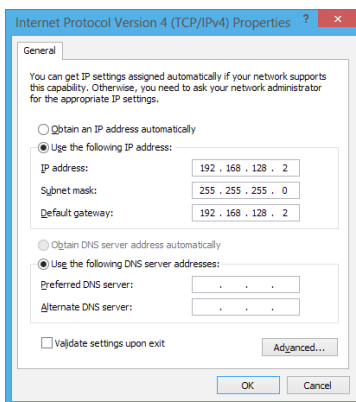 Internet Protocol Version 4 (TCP/IPv4) Properties ? ×
General
You can get IP settings assigned automatically if your network supports
this capability. Otherwise, you need to ask your network administrator
for the appropriate IP settings.
Obtain an IP address automatically
Use the following IP address:
IP address: 192 . 168 . 128 . 2
Subnet mask: 255 . 255 . 255 . 0
Default gateway: 192 . 168 . 128 . 2
Obtain DNS server address automatically
Use the following DNS server addresses:
Preferred DNS server: . . .
Alternate DNS server: . . .
Validate settings upon exit
Advanced...
OK Cancel